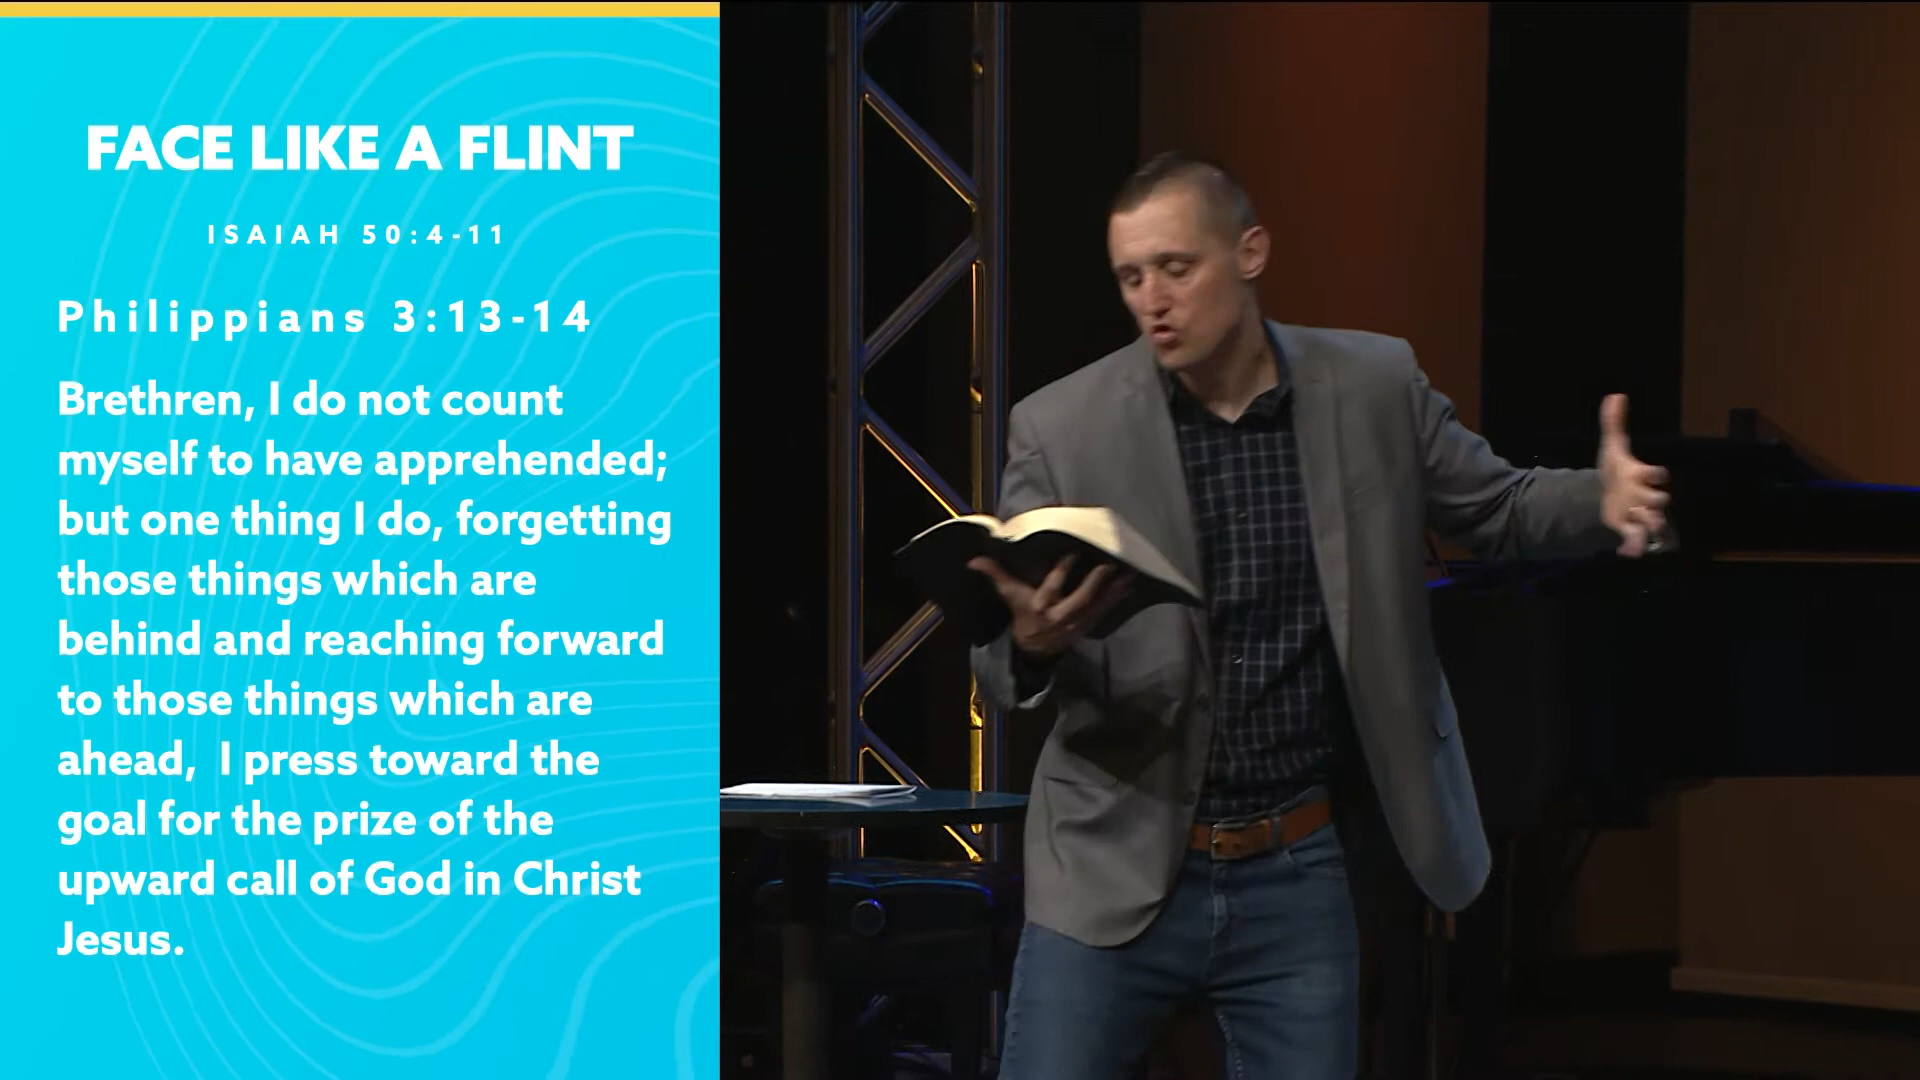 FACE LIKE A FLINT
ISAIAH 50:4-11
Philippians 3:13-14
Brethren, I do not count
myself to have apprehended;
but one thing I do, forgetting
those things which are
behind and reaching forward
to those things which are
ahead,  I press toward the
goal for the prize of the
upward call of God in Christ
Jesus.